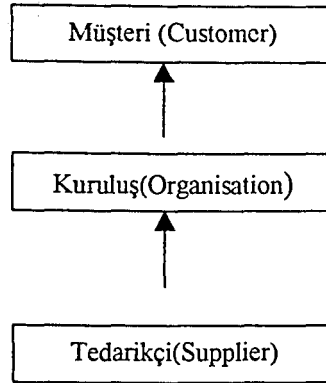 Müşteri (Customer)
Kuruluş(Organisation)
Tedarikçi(Supplier)